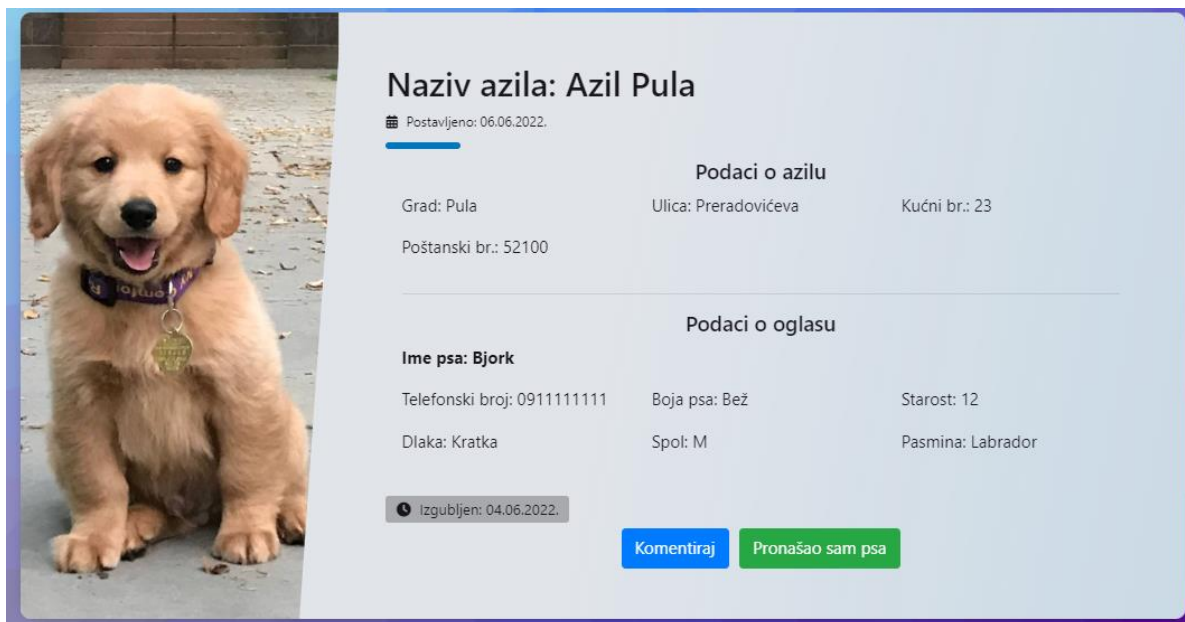 Naziv azila: Azil Pula
Postavljeno: 06.06.2022.
Podaci o azilu
Grad: Pula Ulica: Preradovićeva Kućni br.: 23
Poštanski br.: 52100
Podaci o oglasu
Ime psa: Bjork
Telefonski broj: 0911111111 Boja psa: Bež Starost: 12
Dlaka: Kratka Spol: M Pasmina: Labrador
Izgubljen: 04.06.2022.
Komentiraj Pronašao sam psa